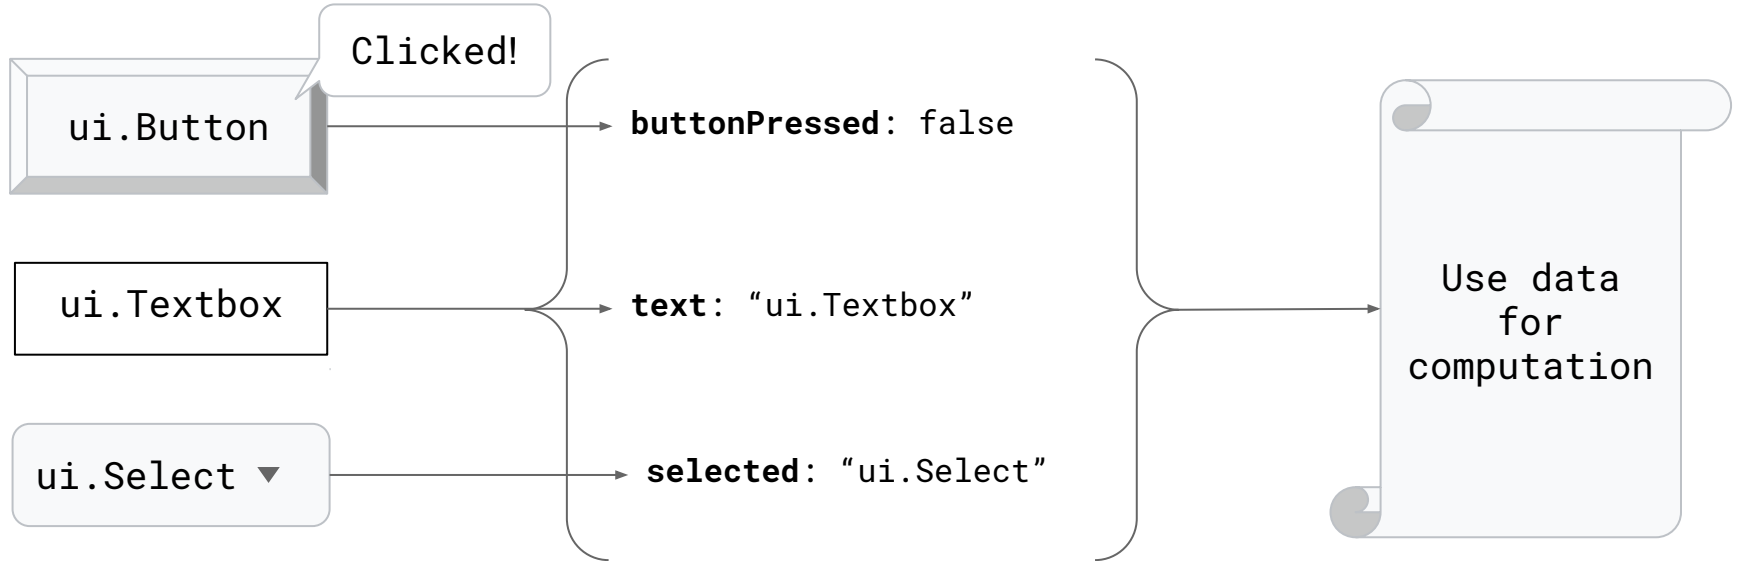 Clicked!
ui.Button
buttonPressed: false
ui.Textbox
text: “ui.Textbox”
ui.Select
selected: “ui.Select”
Use data
for
computation